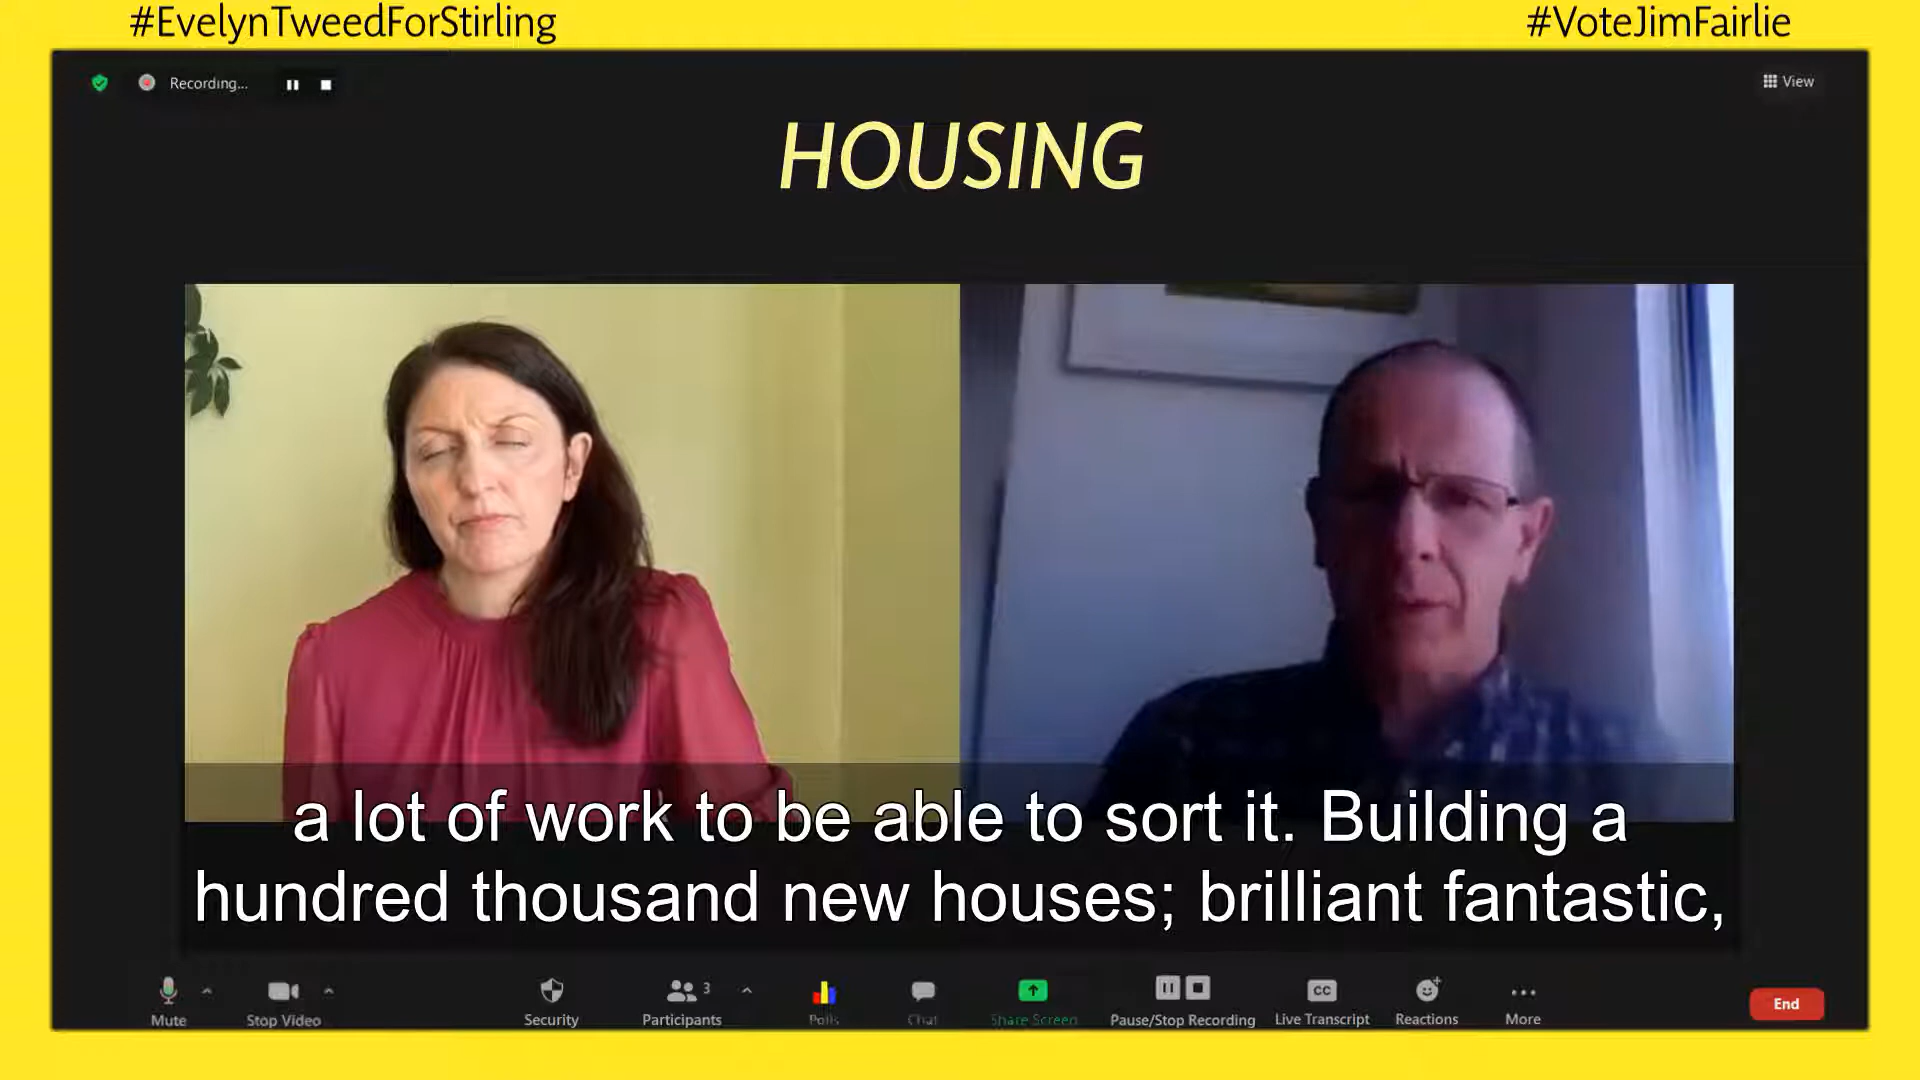 #EvelynTweedForStirling
#VoteJimFairlie
Recording...
View
HOUSING
a lot of work to be able to sort it. Building a
hundred thousand new houses; brilliant fantastic,
3
CC
Mute
Stop Video
Security
Participants
Polls
Chat
Share Screen
Pause/Stop Recording
Live Transcript
Reactions
More
End